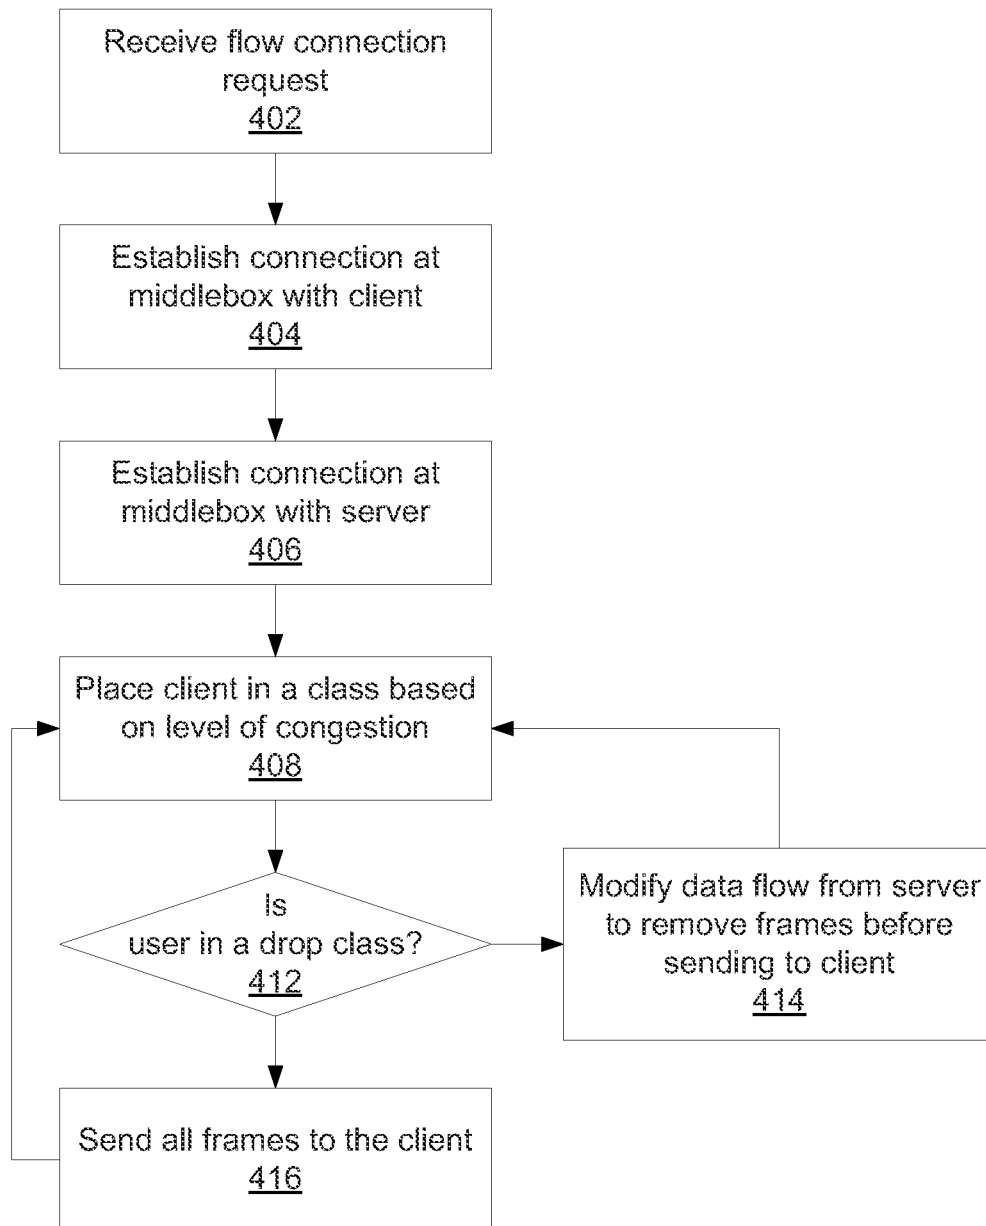 Receive flow connection
request
402
Establish connection at
middlebox with client
404
Establish connection at
middlebox with server
406
Place client in a class based
on level of congestion
408
Is
user in a drop class?
412
Modify data flow from server
to remove frames before
sending to client
414
Send all frames to the client
416